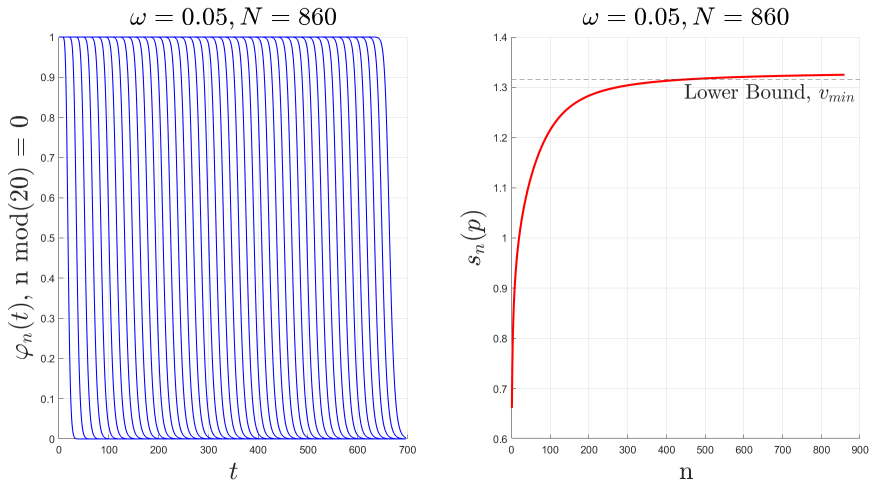 ω = 0.05, N = 860
φₙ(t), n mod(20) = 0
1
0.9
0.8
0.7
0.6
0.5
0.4
0.3
0.2
0.1
0
0 100 200 300 400 500 600 700
t
ω = 0.05, N = 860
sₙ(p)
1.4
1.3
1.2
1.1
1
0.9
0.8
0.7
0.6
Lower Bound, vₘᵢₙ
0 100 200 300 400 500 600 700 800 900
n